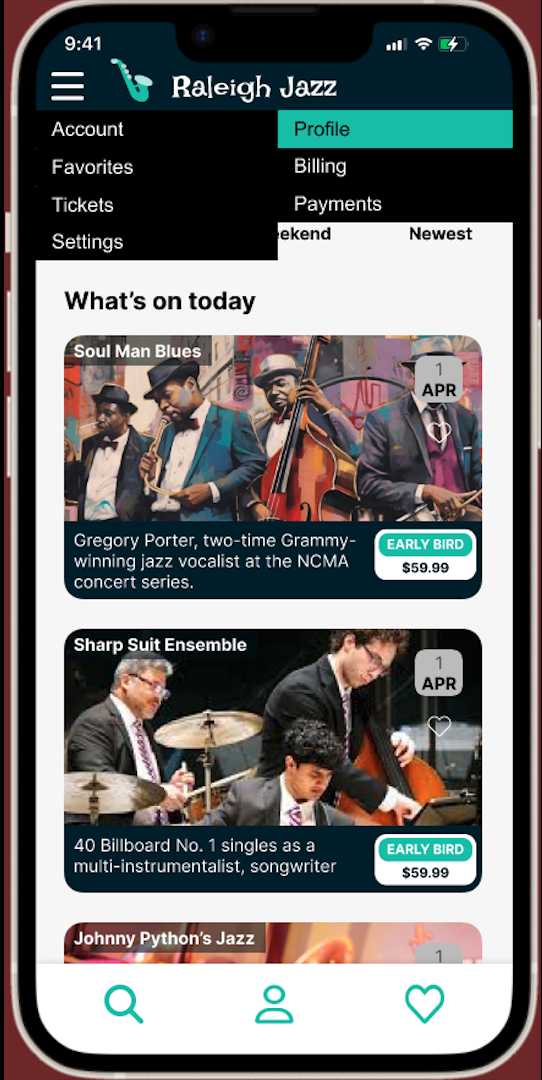 9:41
Raleigh Jazz
Account
Profile
Favorites
Billing
Tickets
Payments
Settings
ekend
Newest
What’s on today
Soul Man Blues
1
APR
Gregory Porter, two-time Grammy-
winning jazz vocalist at the NCMA
concert series.
EARLY BIRD
$59.99
Sharp Suit Ensemble
1
APR
40 Billboard No. 1 singles as a
multi-instrumentalist, songwriter
EARLY BIRD
$59.99
Johnny Python’s Jazz
1